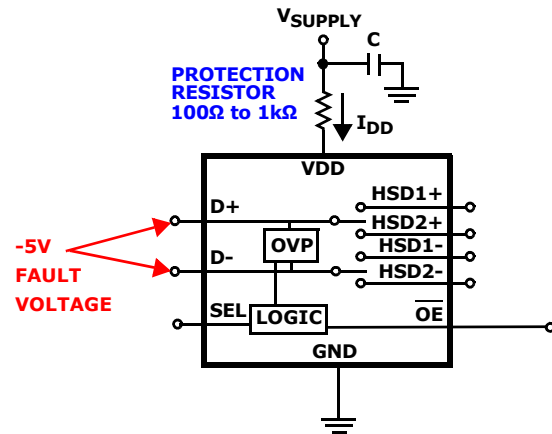 VSUPPLY
C
PROTECTION
RESISTOR
100Ω to 1kΩ
IDD
VDD
D+
HSD1+
HSD2+
OVP
HSD1-
D-
HSD2-
-5V
FAULT
VOLTAGE
SEL
LOGIC
OE
GND